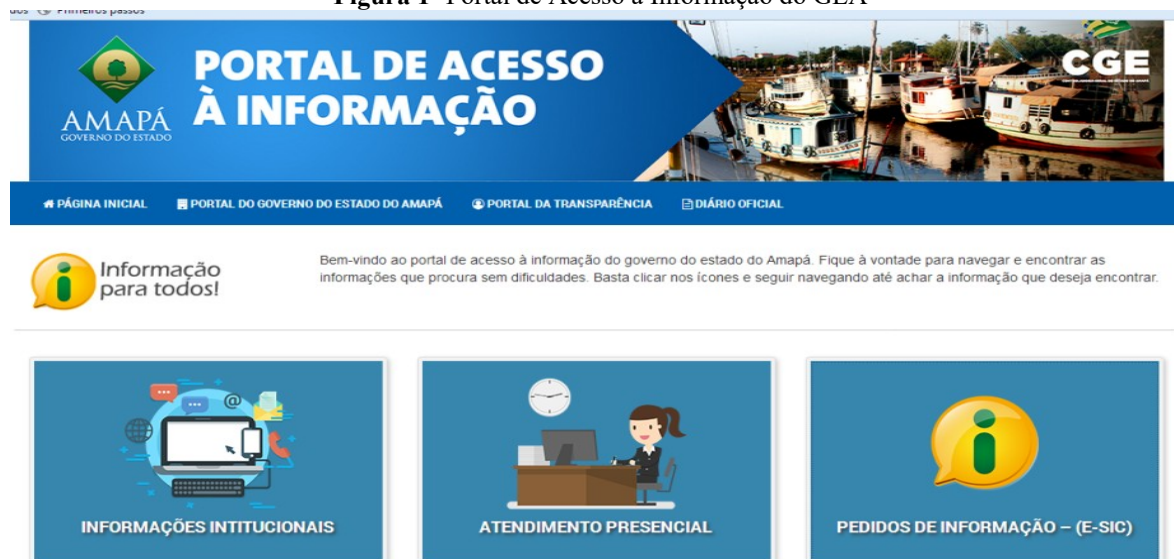 Figura 1- Portal de Acesso à Informação do GEA
Primeiros passos
AMAPÁ
GOVERNO DO ESTADO
PORTAL DE ACESSO
À INFORMAÇÃO
CGE
PÁGINA INICIAL PORTAL DO GOVERNO DO ESTADO DO AMAPÁ PORTAL DA TRANSPARÊNCIA DIÁRIO OFICIAL
Informação
para todos!
Bem-vindo ao portal de acesso à informação do governo do estado do Amapá. Fique à vontade para navegar e encontrar as
informações que procura sem dificuldades. Basta clicar nos ícones e seguir navegando até achar a informação que deseja encontrar.
INFORMAÇÕES INTITUCIONAIS
ATENDIMENTO PRESENCIAL
PEDIDOS DE INFORMAÇÃO – (E-SIC)